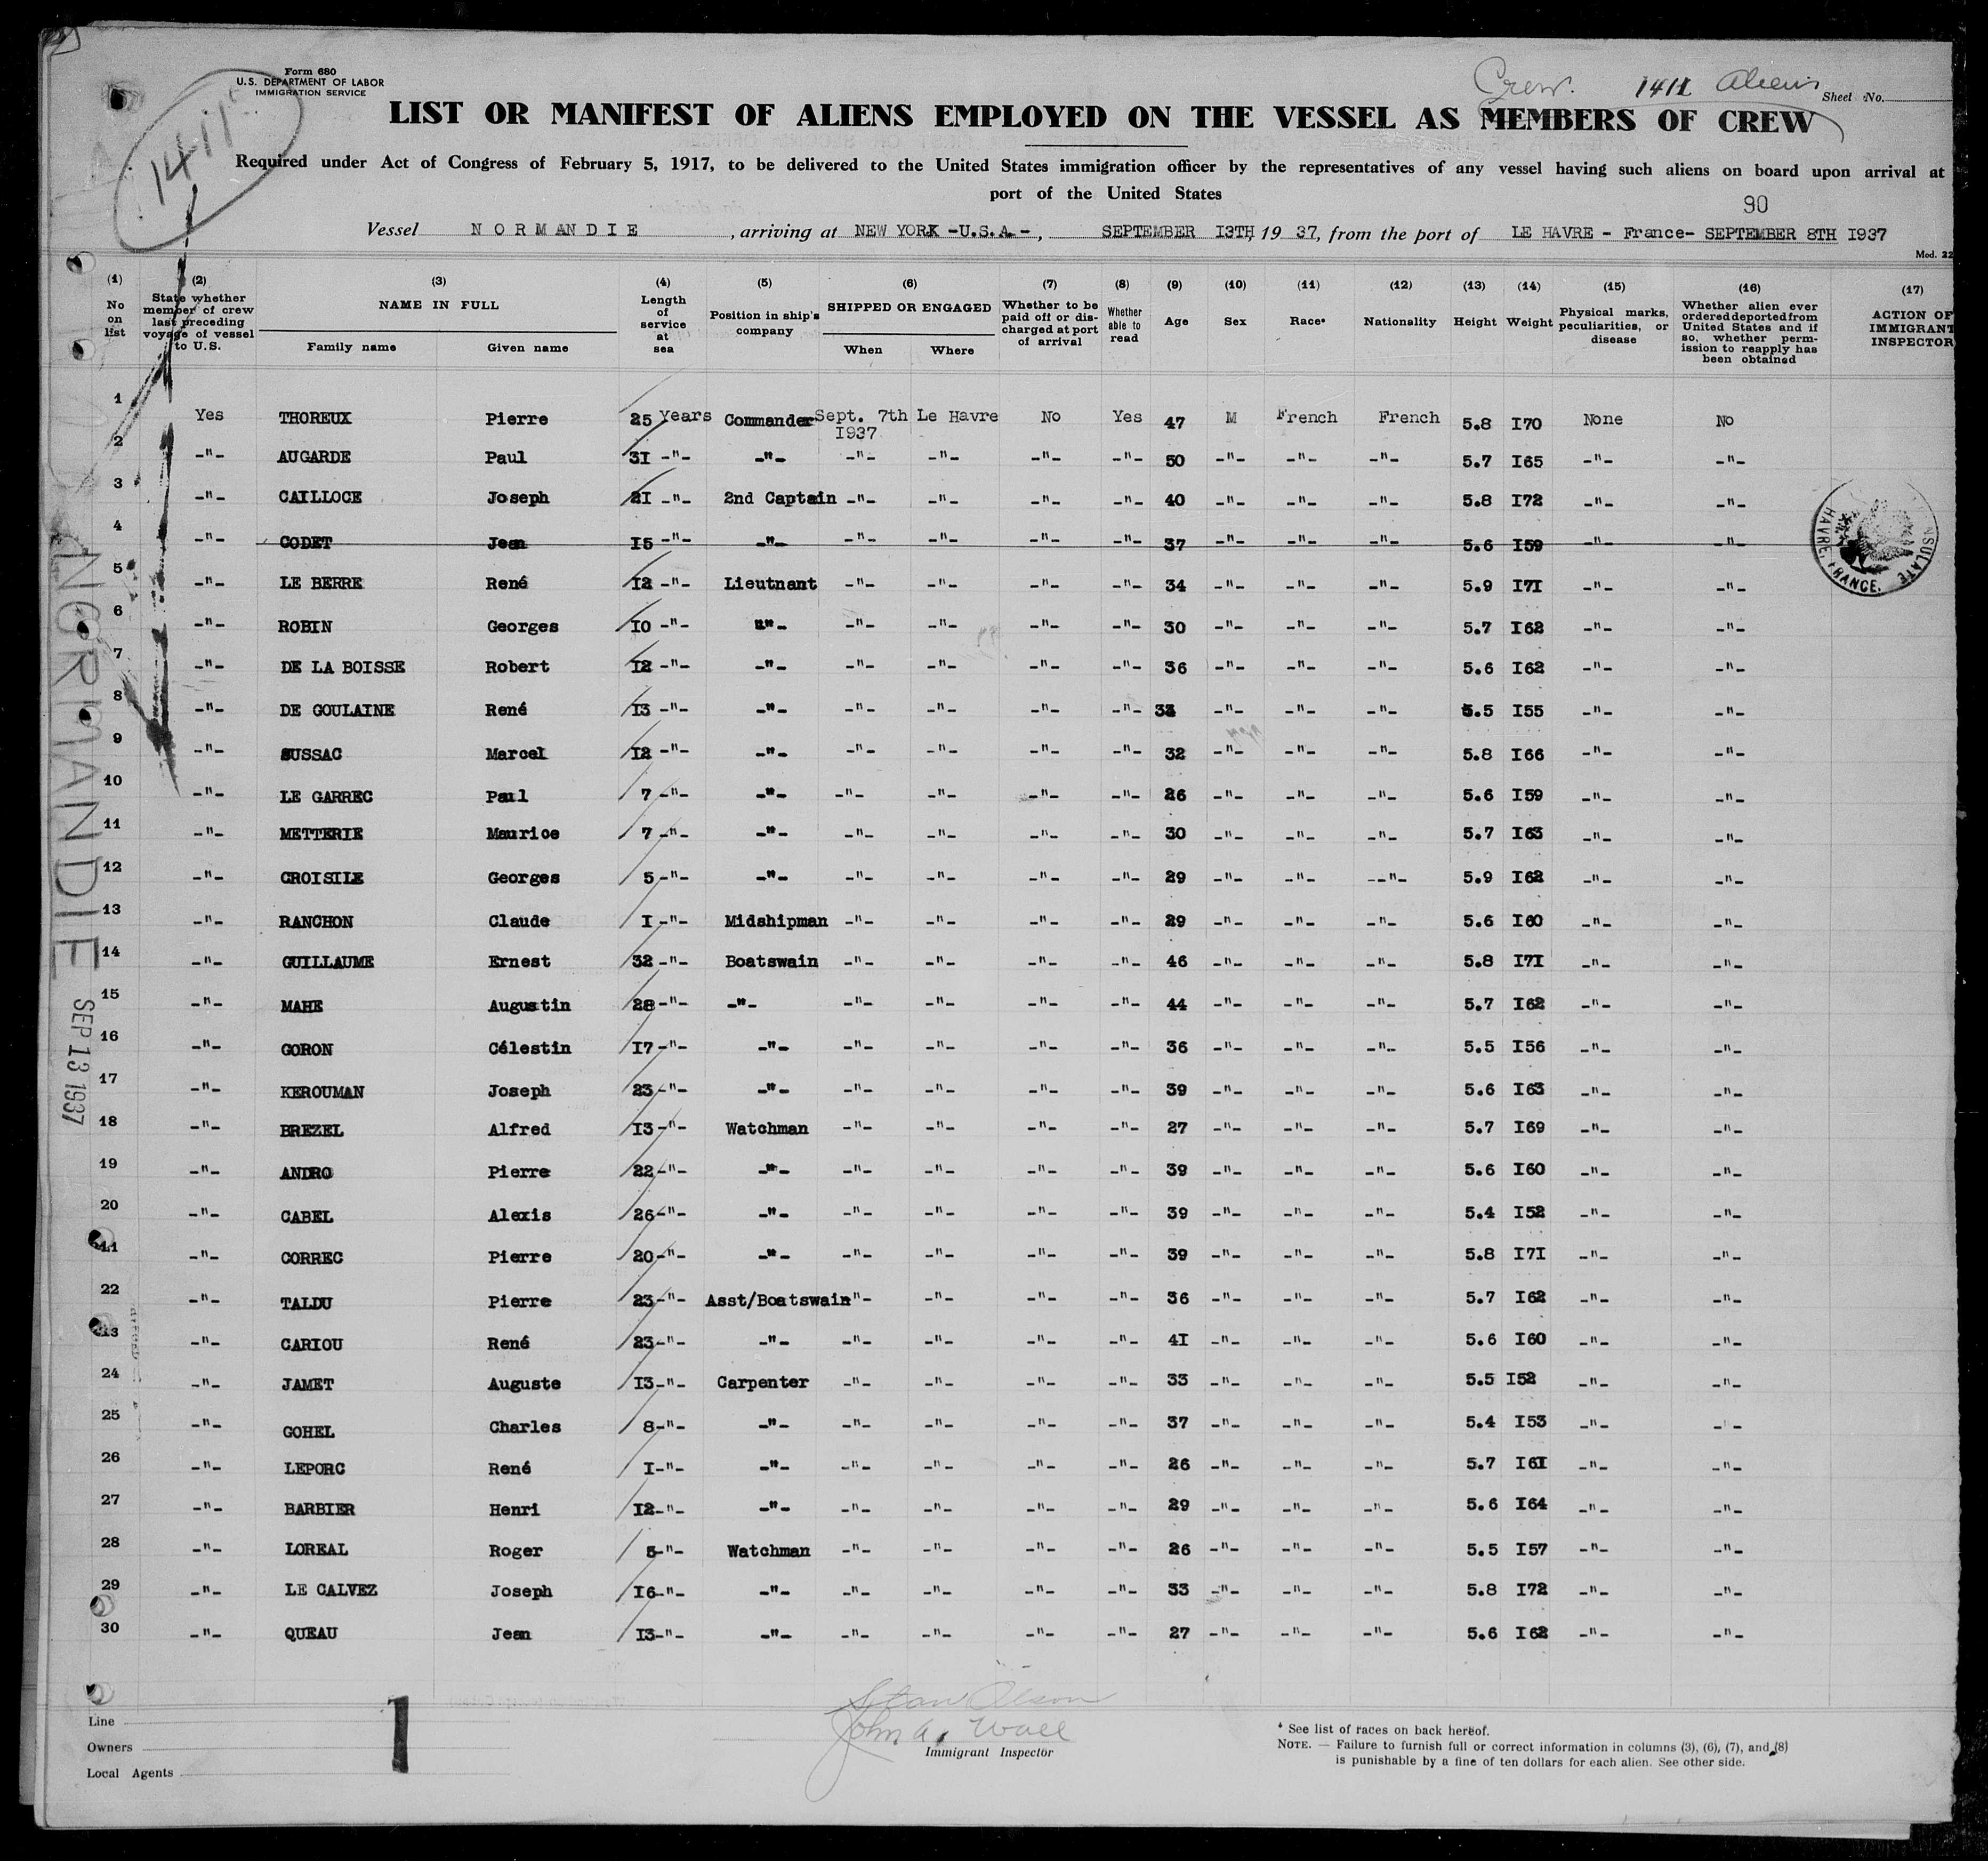 Form 680
U.S. DEPARTMENT OF LABOR
IMMIGRATION SERVICE
Crew. 1411 Aliens
Sheet No.
1411
LIST OR MANIFEST OF ALIENS EMPLOYED ON THE VESSEL AS MEMBERS OF CREW
Required under Act of Congress of February 5, 1917, to be delivered to the United States immigration officer by the representatives of any vessel having such aliens on board upon arrival at
port of the United States
90
Vessel NORMANDIE, arriving at NEW YORK -U.S.A.-, SEPTEMBER I3TH, 19 37, from the port of LE HAVRE - France- SEPTEMBER 8TH I937
Mod. 22
(1) (2) (3) (4) (5) (6) (7) (8) (9) (10) (11) (12) (13) (14) (15) (16) (17)
No on list
State whether member of crew last preceding voyage of vessel to U.S.
NAME IN FULL
Family name
Given name
Length of service at sea
Position in ship's company
SHIPPED OR ENGAGED
When
Where
Whether to be paid off or discharged at port of arrival
Whether able to read
Age
Sex
Race*
Nationality
Height
Weight
Physical marks, peculiarities, or disease
Whether alien ever ordered deported from United States and if so, whether permission to reapply has been obtained
ACTION OF IMMIGRANT INSPECTOR
1 Yes THOREUX Pierre 25 Years Commander Sept. 7th I937 Le Havre No Yes 47 M French French 5.8 I70 None No
2 -"- AUGARDE Paul 3I -"- -"- -"- -"- -"- -"- 50 -"- -"- -"- 5.7 I65 -"- -"-
3 -"- CAILLOCE Joseph 2I -"- 2nd Captain -"- -"- -"- -"- 40 -"- -"- -"- 5.8 I72 -"- -"-
4 -"- CODET Jean I5 -"- -"- -"- -"- -"- -"- 37 -"- -"- -"- 5.6 I59 -"- -"-
5 -"- LE BERRE René I2 -"- Lieutnant -"- -"- -"- -"- 34 -"- -"- -"- 5.9 I7I -"- -"-
6 -"- ROBIN Georges IO -"- -"- -"- -"- -"- -"- 30 -"- -"- -"- 5.7 I62 -"- -"-
7 -"- DE LA BOISSE Robert I2 -"- -"- -"- -"- -"- -"- 36 -"- -"- -"- 5.6 I62 -"- -"-
8 -"- DE GOULAINE René I3 -"- -"- -"- -"- -"- -"- 33 -"- -"- -"- 5.5 I55 -"- -"-
9 -"- SUSSAC Marcel I2 -"- -"- -"- -"- -"- -"- 32 -"- -"- -"- 5.8 I66 -"- -"-
10 -"- LE GARREC Paul 7 -"- -"- -"- -"- -"- -"- 26 -"- -"- -"- 5.6 I59 -"- -"-
11 -"- METTERIE Maurice 7 -"- -"- -"- -"- -"- -"- 30 -"- -"- -"- 5.7 I63 -"- -"-
12 -"- CROISILE Georges 5 -"- -"- -"- -"- -"- -"- 29 -"- -"- --"- 5.9 I62 -"- -"-
13 -"- RANCHON Claude I -"- Midshipman -"- -"- -"- -"- 29 -"- -"- -"- 5.6 I60 -"- -"-
14 -"- GUILLAUME Ernest 32 -"- Boatswain -"- -"- -"- -"- 46 -"- -"- -"- 5.8 I7I -"- -"-
15 -"- MAHE Augustin 28 -"- -"- -"- -"- -"- -"- 44 -"- -"- -"- 5.7 I62 -"- -"-
16 -"- GORON Célestin I7 -"- -"- -"- -"- -"- -"- 36 -"- -"- -"- 5.5 I56 -"- -"-
17 -"- KEROUMAN Joseph 23 -"- -"- -"- -"- -"- -"- 39 -"- -"- -"- 5.6 I63 -"- -"-
18 -"- BREZEL Alfred I3 -"- Watchman -"- -"- -"- -"- 27 -"- -"- -"- 5.7 I69 -"- -"-
19 -"- ANDRO Pierre 22 -"- -"- -"- -"- -"- -"- 39 -"- -"- -"- 5.6 I60 -"- -"-
20 -"- CABEL Alexis 26 -"- -"- -"- -"- -"- -"- 39 -"- -"- -"- 5.4 I52 -"- -"-
21 -"- CORREC Pierre 20 -"- -"- -"- -"- -"- -"- 39 -"- -"- -"- 5.8 I7I -"- -"-
22 -"- TALDU Pierre 23 -"- Asst/Boatswain -"- -"- -"- -"- 36 -"- -"- -"- 5.7 I62 -"- -"-
23 -"- CARIOU René 23 -"- -"- -"- -"- -"- -"- 4I -"- -"- -"- 5.6 I60 -"- -"-
24 -"- JAMET Auguste I3 -"- Carpenter -"- -"- -"- -"- 33 -"- -"- -"- 5.5 I52 -"- -"-
25 -"- GOHEL Charles 8 -"- -"- -"- -"- -"- -"- 37 -"- -"- -"- 5.4 I53 -"- -"-
26 -"- LEPORC René I -"- -"- -"- -"- -"- -"- 26 -"- -"- -"- 5.7 I6I -"- -"-
27 -"- BARBIER Henri I2 -"- -"- -"- -"- -"- -"- 29 -"- -"- -"- 5.6 I64 -"- -"-
28 -"- LOREAL Roger 5 -"- Watchman -"- -"- -"- -"- 26 -"- -"- -"- 5.5 I57 -"- -"-
29 -"- LE CALVEZ Joseph I6 -"- -"- -"- -"- -"- -"- 33 -"- -"- -"- 5.8 I72 -"- -"-
30 -"- QUEAU Jean I3 -"- -"- -"- -"- -"- -"- 27 -"- -"- -"- 5.6 I62 -"- -"-
HAVRE, FRANCE.
NORMANDIE
SEP 13 1937
Line
Owners
Local Agents
1
Olson
John A. Wall
Immigrant Inspector
* See list of races on back hereof.
NOTE. — Failure to furnish full or correct information in columns (3), (6), (7), and (8)
is punishable by a fine of ten dollars for each alien. See other side.